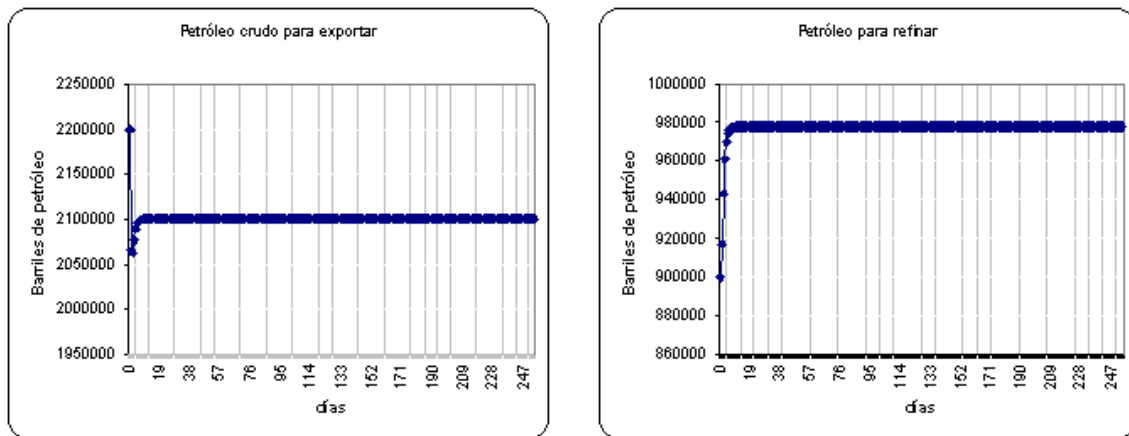 Petróleo crudo para exportar
2250000
2200000
2150000
2100000
2050000
2000000
1950000
Barriles de petróleo
0 19 38 57 76 95 114 133 152 171 190 209 228 247
días
Petróleo para refinar
1000000
980000
960000
940000
920000
900000
880000
860000
Barriles de petróleo
0 19 38 57 76 95 114 133 152 171 190 209 228 247
días